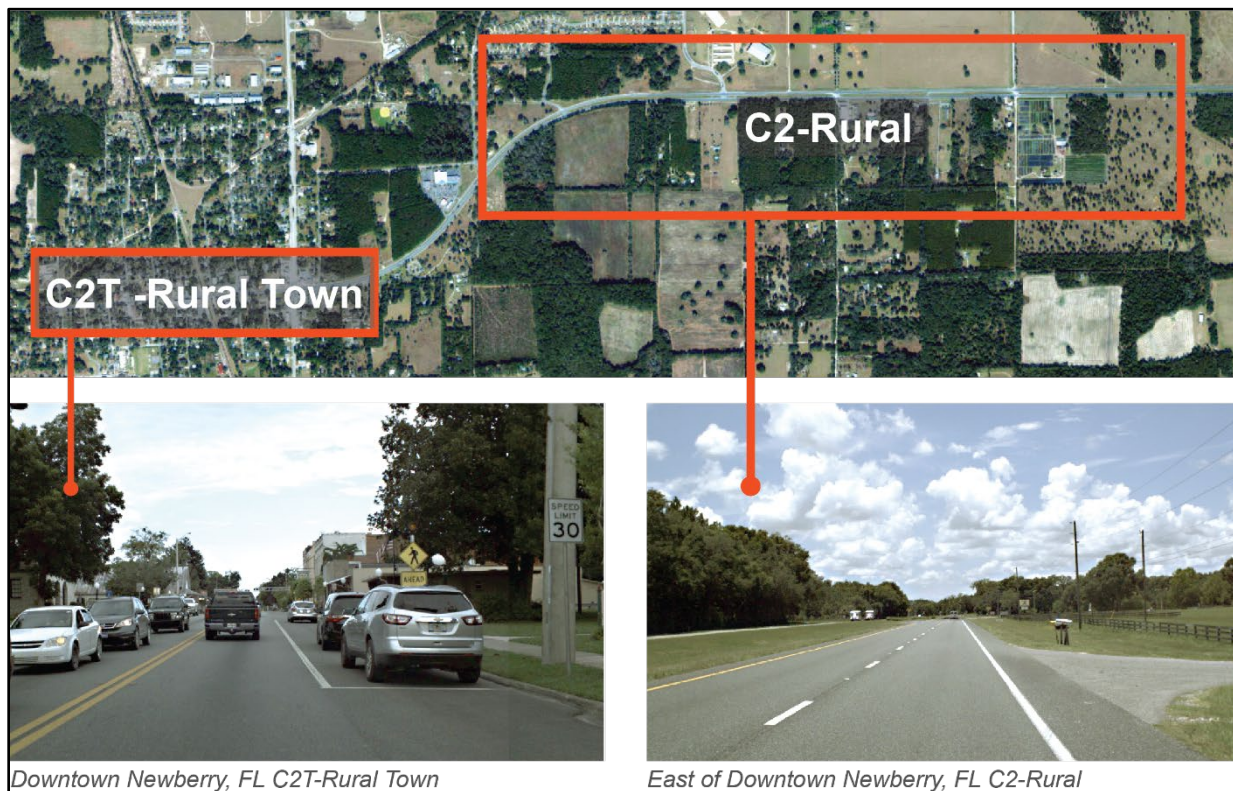 C2-Rural
C2T -Rural Town
SPEED
LIMIT
30
AHEAD
Downtown Newberry, FL C2T-Rural Town
East of Downtown Newberry, FL C2-Rural